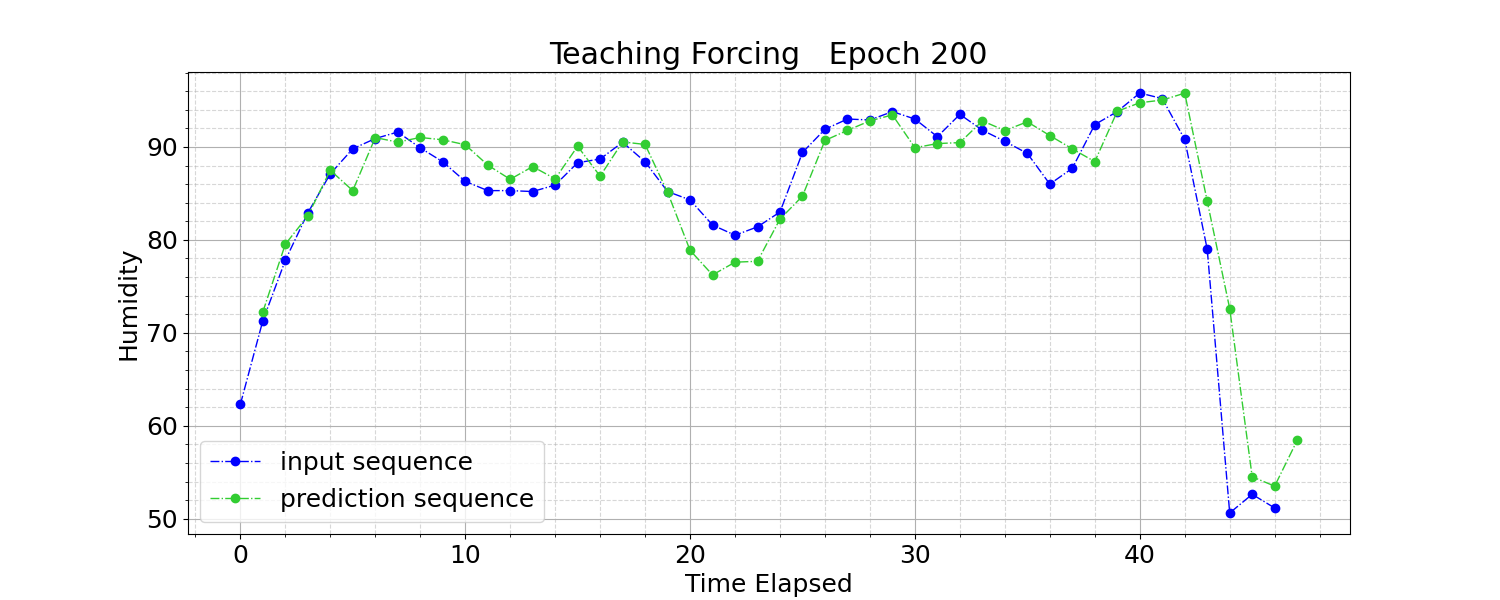 Teaching Forcing   Epoch 200
Humidity
90
80
70
60
50
input sequence
prediction sequence
0 10 20 30 40
Time Elapsed